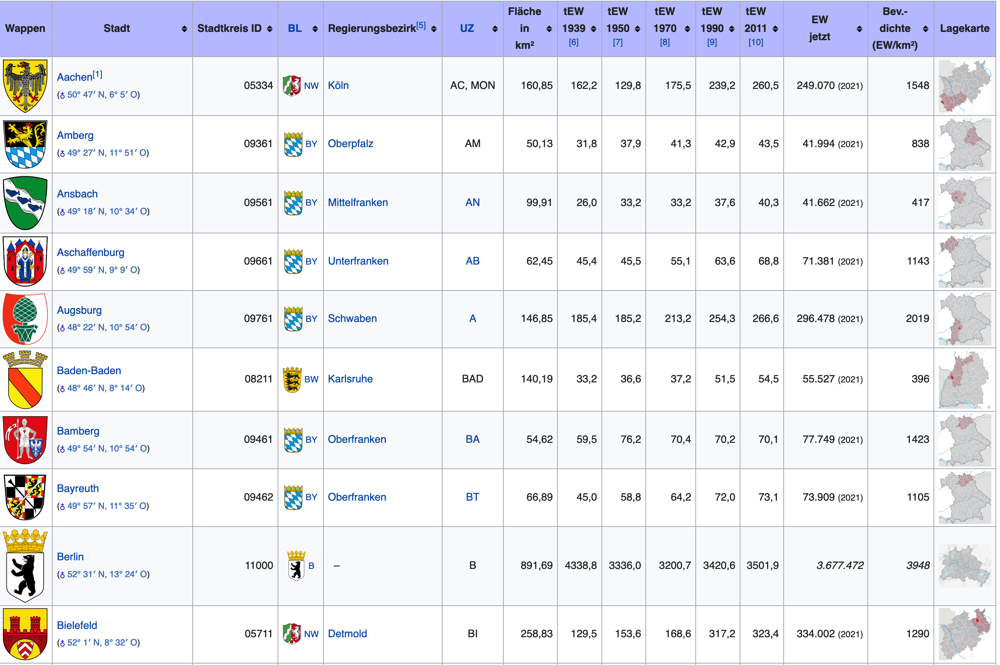 Wappen Stadt Stadtkreis ID BL Regierungsbezirk[5] UZ Fläche in km² tEW 1939 [6] tEW 1950 [7] tEW 1970 [8] tEW 1990 [9] tEW 2011 [10] EW jetzt Bev.-dichte (EW/km²) Lagekarte
Aachen[1] 05334 NW Köln AC, MON 160,85 162,2 129,8 175,5 239,2 260,5 249.070 (2021) 1548
(♁ 50° 47′ N, 6° 5′ O)
Amberg 09361 BY Oberpfalz AM 50,13 31,8 37,9 41,3 42,9 43,5 41.994 (2021) 838
(♁ 49° 27′ N, 11° 51′ O)
Ansbach 09561 BY Mittelfranken AN 99,91 26,0 33,2 33,2 37,6 40,3 41.662 (2021) 417
(♁ 49° 18′ N, 10° 34′ O)
Aschaffenburg 09661 BY Unterfranken AB 62,45 45,4 45,5 55,1 63,6 68,8 71.381 (2021) 1143
(♁ 49° 59′ N, 9° 9′ O)
Augsburg 09761 BY Schwaben A 146,85 185,4 185,2 213,2 254,3 266,6 296.478 (2021) 2019
(♁ 48° 22′ N, 10° 54′ O)
Baden-Baden 08211 BW Karlsruhe BAD 140,19 33,2 36,6 37,2 51,5 54,5 55.527 (2021) 396
(♁ 48° 46′ N, 8° 14′ O)
Bamberg 09461 BY Oberfranken BA 54,62 59,5 76,2 70,4 70,2 70,1 77.749 (2021) 1423
(♁ 49° 54′ N, 10° 54′ O)
Bayreuth 09462 BY Oberfranken BT 66,89 45,0 58,8 64,2 72,0 73,1 73.909 (2021) 1105
(♁ 49° 57′ N, 11° 35′ O)
Berlin 11000 B – B 891,69 4338,8 3336,0 3200,7 3420,6 3501,9 3.677.472 3948
(♁ 52° 31′ N, 13° 24′ O)
Bielefeld 05711 NW Detmold BI 258,83 129,5 153,6 168,6 317,2 323,4 334.002 (2021) 1290
(♁ 52° 1′ N, 8° 32′ O)